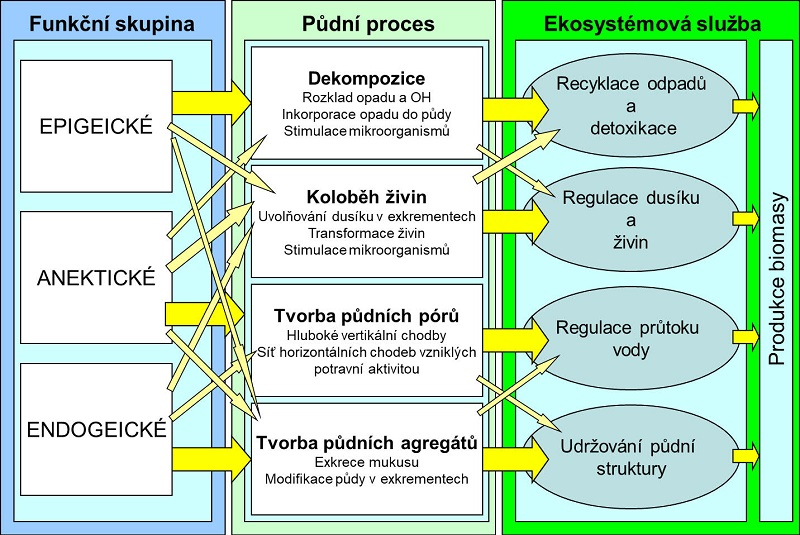 Funkční skupina
EPIGEICKÉ
ANEKTICKÉ
ENDOGEICKÉ
Půdní proces
Dekompozice
Rozklad opadu a OH
Inkorporace opadu do půdy
Stimulace mikroorganismů
Koloběh živin
Uvolňování dusíku v exkrementech
Transformace živin
Stimulace mikroorganismů
Tvorba půdních pórů
Hluboké vertikální chodby
Síť horizontálních chodeb vzniklých
potravní aktivitou
Tvorba půdních agregátů
Exkrece mukusu
Modifikace půdy v exkrementech
Ekosystémová služba
Recyklace odpadů
a
detoxikace
Regulace dusíku
a
živin
Regulace průtoku
vody
Udržování půdní
struktury
Produkce biomasy